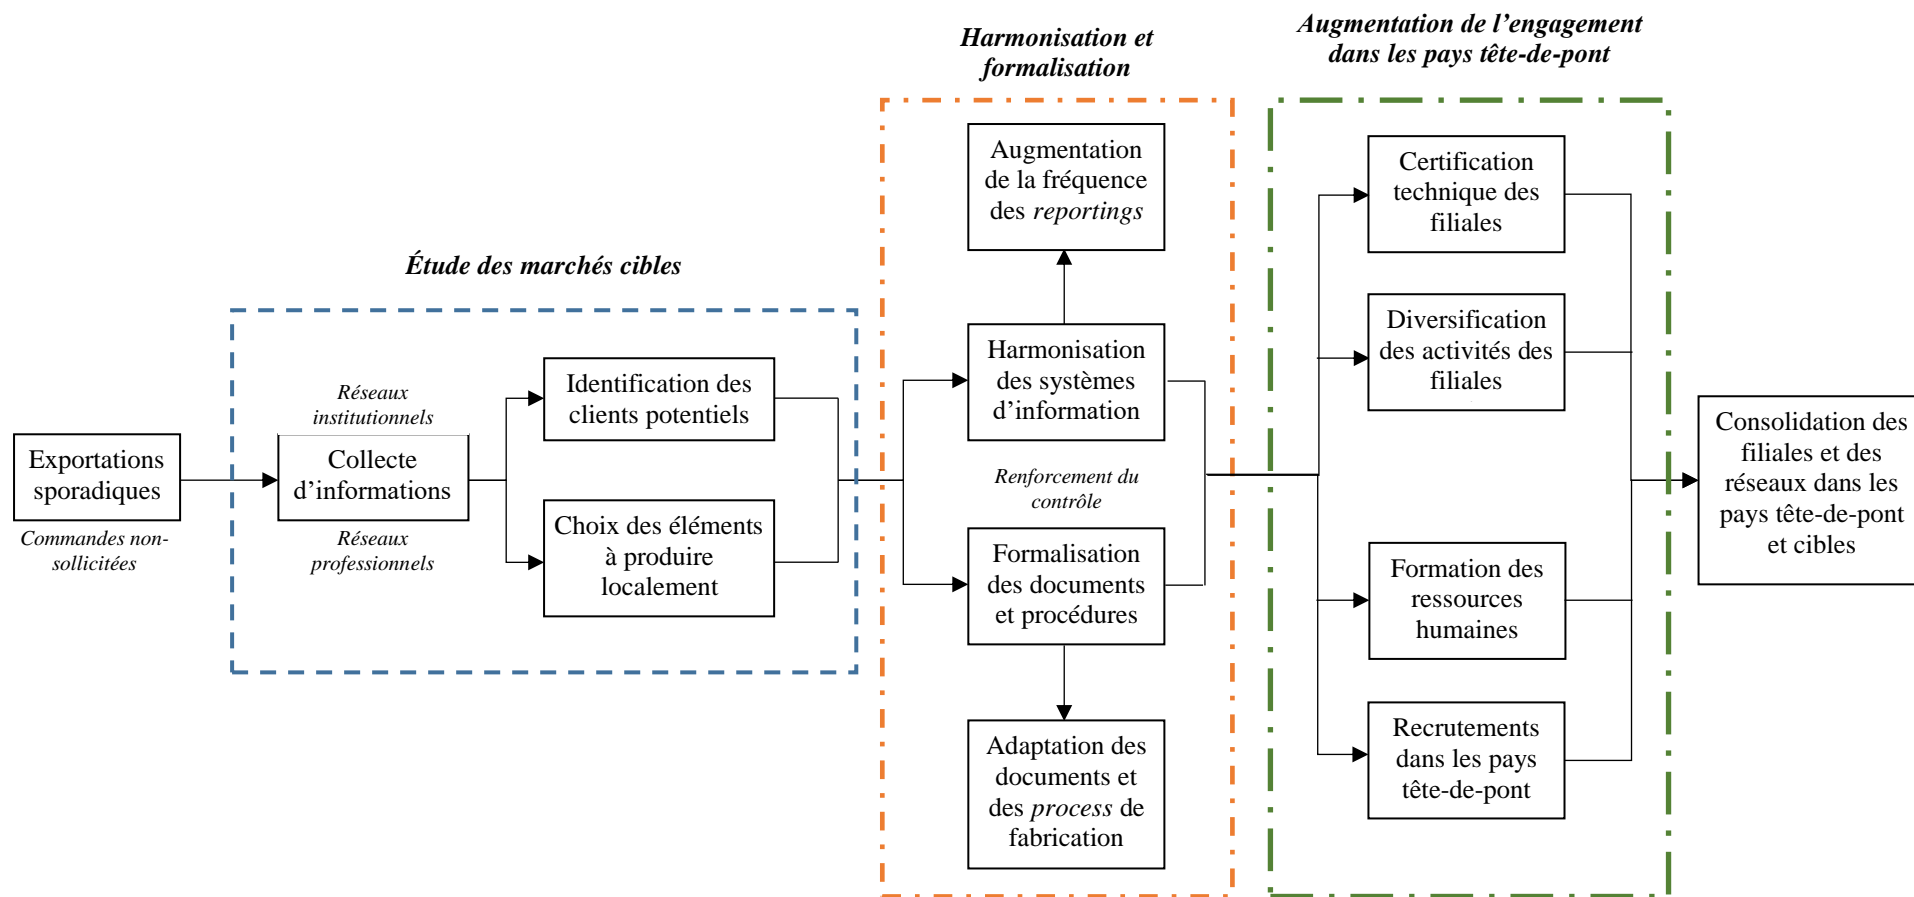 Exportations
sporadiques
Commandes non-
sollicitées
Étude des marchés cibles
Réseaux
institutionnels
Collecte
d’informations
Réseaux
professionnels
Identification des
clients potentiels
Choix des éléments
à produire
localement
Harmonisation et
formalisation
Augmentation
de la fréquence
des reportings
Harmonisation
des systèmes
d’information
Renforcement du
contrôle
Formalisation
des documents
et procédures
Adaptation des
documents et
des process de
fabrication
Augmentation de l’engagement
dans les pays tête-de-pont
Certification
technique des
filiales
Diversification
des activités des
filiales
Formation des
ressources
humaines
Recrutements
dans les pays
tête-de-pont
Consolidation des
filiales et des
réseaux dans les
pays tête-de-pont
et cibles